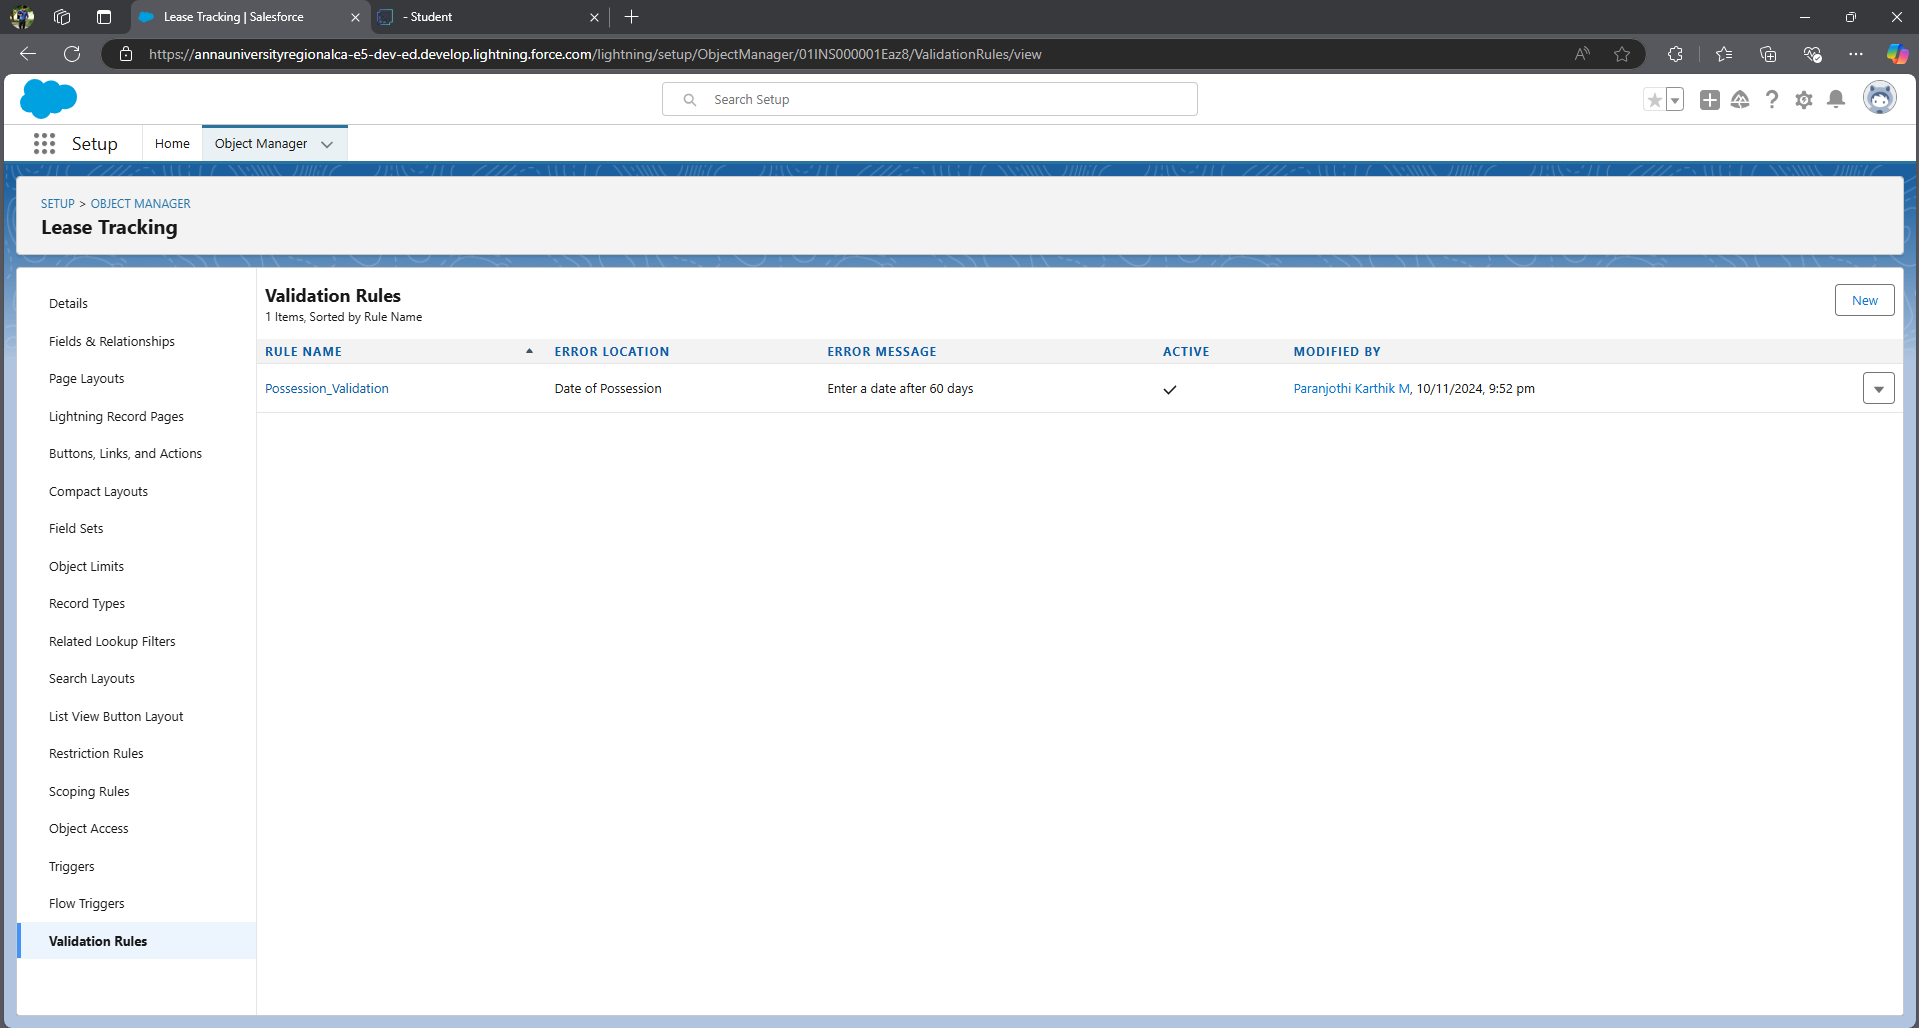 Lease Tracking | Salesforce
- Student
https://annauniversityregionalca-e5-dev-ed.develop.lightning.force.com/lightning/setup/ObjectManager/01INS000001Eaz8/ValidationRules/view
Search Setup
Setup
Home
Object Manager
SETUP > OBJECT MANAGER
Lease Tracking
Details
Fields & Relationships
Page Layouts
Lightning Record Pages
Buttons, Links, and Actions
Compact Layouts
Field Sets
Object Limits
Record Types
Related Lookup Filters
Search Layouts
List View Button Layout
Restriction Rules
Scoping Rules
Object Access
Triggers
Flow Triggers
Validation Rules
Validation Rules
1 Items, Sorted by Rule Name
New
RULE NAME ERROR LOCATION ERROR MESSAGE ACTIVE MODIFIED BY
Possession_Validation Date of Possession Enter a date after 60 days Paranjothi Karthik M, 10/11/2024, 9:52 pm